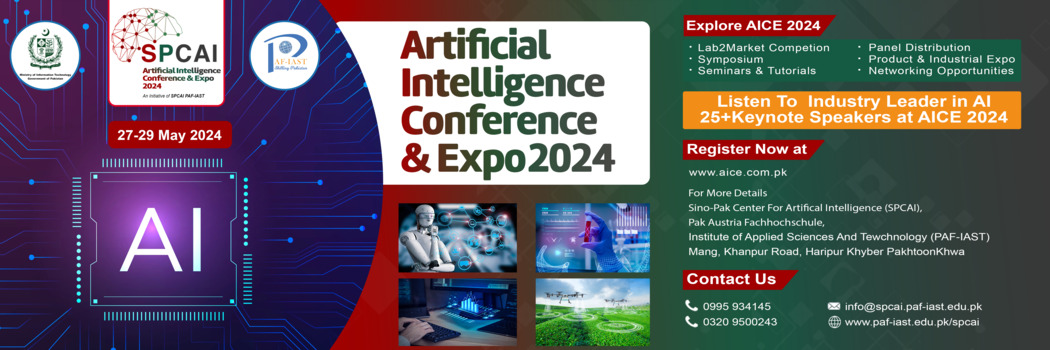 Ministry of Information Technology
Government of Pakistan
SPCAI
Artificial Intelligence
Conference & Expo
2024
An initiative of SPCAI PAF-IAST
PAF-IAST
Skilling Pakistan
27-29 May 2024
AI
Artificial
Intelligence
Conference
& Expo 2024
Explore AICE 2024
· Lab2Market Competion
· Symposium
· Seminars & Tutorials
· Panel Distribution
· Product & Industrial Expo
· Networking Opportunities
Listen To Industry Leader in AI
25+Keynote Speakers at AICE 2024
Register Now at
www.aice.com.pk
For More Details
Sino-Pak Center For Artifical Intelligence (SPCAI),
Pak Austria Fachhochschule,
Institute of Applied Sciences And Tewchnology (PAF-IAST)
Mang, Khanpur Road, Haripur Khyber PakhtoonKhwa
Contact Us
0995 934145
0320 9500243
info@spcai.paf-iast.edu.pk
www.paf-iast.edu.pk/spcai